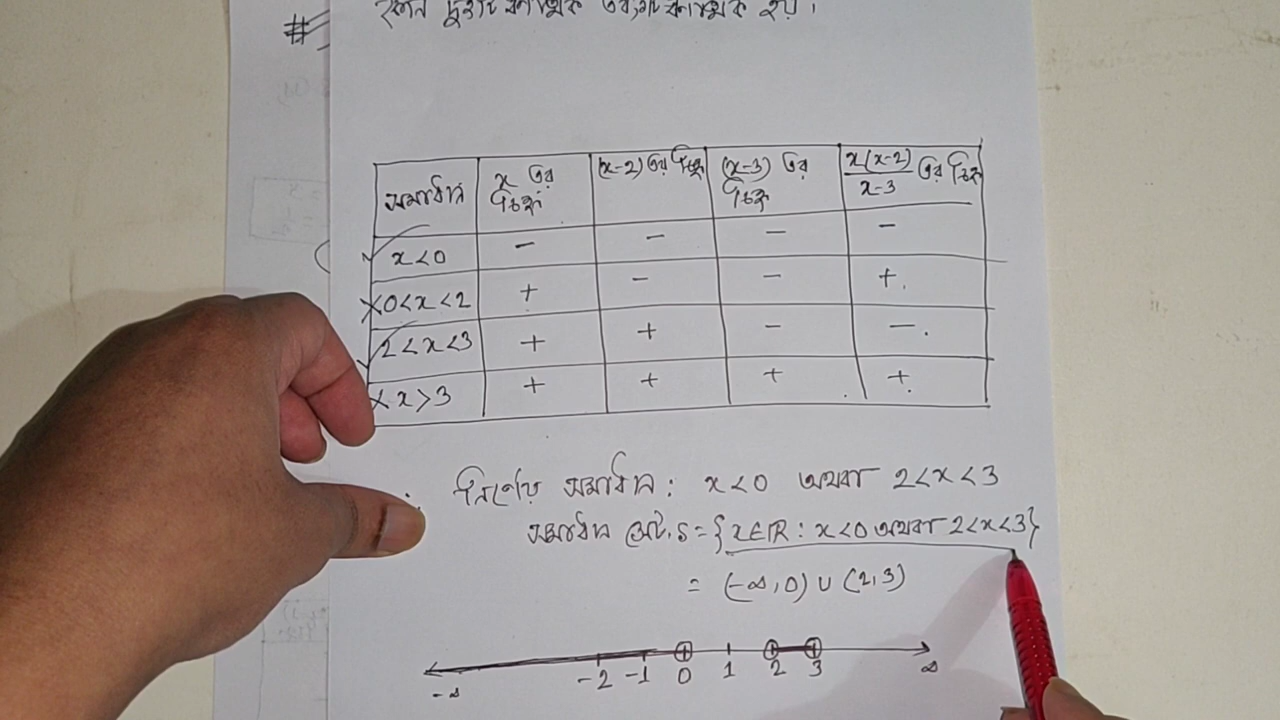 #
সমাধান | x এর চিহ্ন | (x-2) এর চিহ্ন | (x-3) এর চিহ্ন | x(x-2)/x-3 এর চিহ্ন
x<0 | - | - | - | -
0<x<2 | + | - | - | +
2<x<3 | + | + | - | -
x>3 | + | + | + | +
নির্ণেয় সমাধান : x<0 অথবা 2<x<3
সমাধান সেট, S = {x∈ℝ : x<0 অথবা 2<x<3}
= (-∞, 0) ∪ (2, 3)
-∞ -2 -1 0 1 2 3 ∞